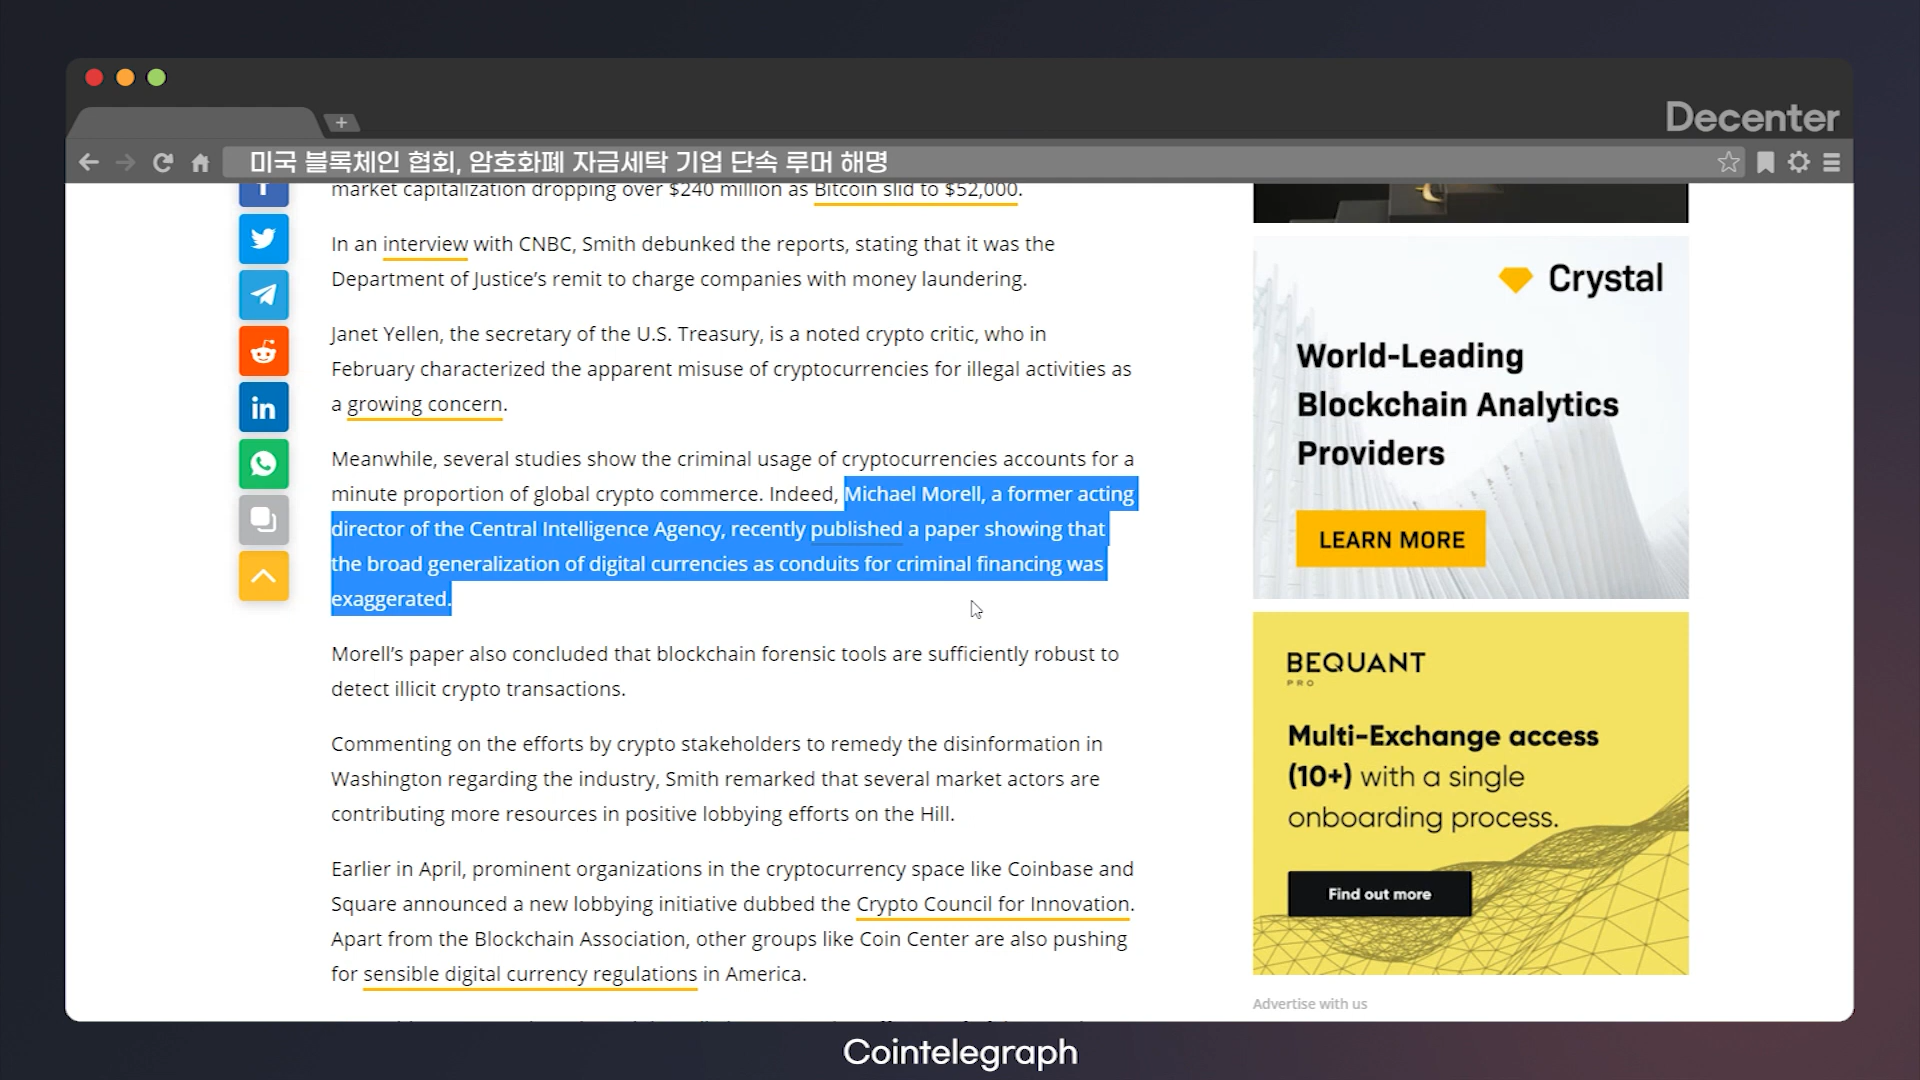 Decenter
미국 블록체인 협회, 암호화폐 자금세탁 기업 단속 루머 해명
market capitalization dropping over $240 million as Bitcoin slid to $52,000.
In an interview with CNBC, Smith debunked the reports, stating that it was the
Department of Justice’s remit to charge companies with money laundering.
Janet Yellen, the secretary of the U.S. Treasury, is a noted crypto critic, who in
February characterized the apparent misuse of cryptocurrencies for illegal activities as
a growing concern.
Meanwhile, several studies show the criminal usage of cryptocurrencies accounts for a
minute proportion of global crypto commerce. Indeed, Michael Morell, a former acting
director of the Central Intelligence Agency, recently published a paper showing that
the broad generalization of digital currencies as conduits for criminal financing was
exaggerated.
Morell’s paper also concluded that blockchain forensic tools are sufficiently robust to
detect illicit crypto transactions.
Commenting on the efforts by crypto stakeholders to remedy the disinformation in
Washington regarding the industry, Smith remarked that several market actors are
contributing more resources in positive lobbying efforts on the Hill.
Earlier in April, prominent organizations in the cryptocurrency space like Coinbase and
Square announced a new lobbying initiative dubbed the Crypto Council for Innovation.
Apart from the Blockchain Association, other groups like Coin Center are also pushing
for sensible digital currency regulations in America.
Crystal
World-Leading
Blockchain Analytics
Providers
LEARN MORE
BEQUANT
PRO
Multi-Exchange access
(10+) with a single
onboarding process.
Find out more
Advertise with us
Cointelegraph